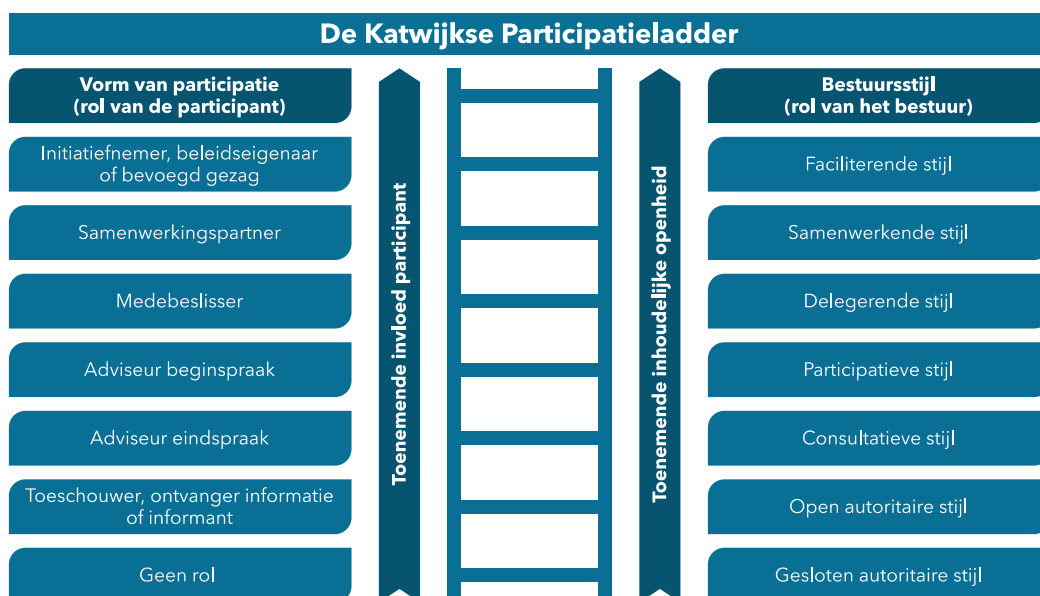 De Katwijkse Participatieladder
Vorm van participatie
(rol van de participant)
Initiatiefnemer, beleidseigenaar
of bevoegd gezag
Samenwerkingspartner
Medebeslisser
Adviseur beginspraak
Adviseur eindspraak
Toeschouwer, ontvanger informatie
of informant
Geen rol
Toenemende invloed participant
Toenemende inhoudelijke openheid
Bestuursstijl
(rol van het bestuur)
Faciliterende stijl
Samenwerkende stijl
Delegerende stijl
Participatieve stijl
Consultatieve stijl
Open autoritaire stijl
Gesloten autoritaire stijl